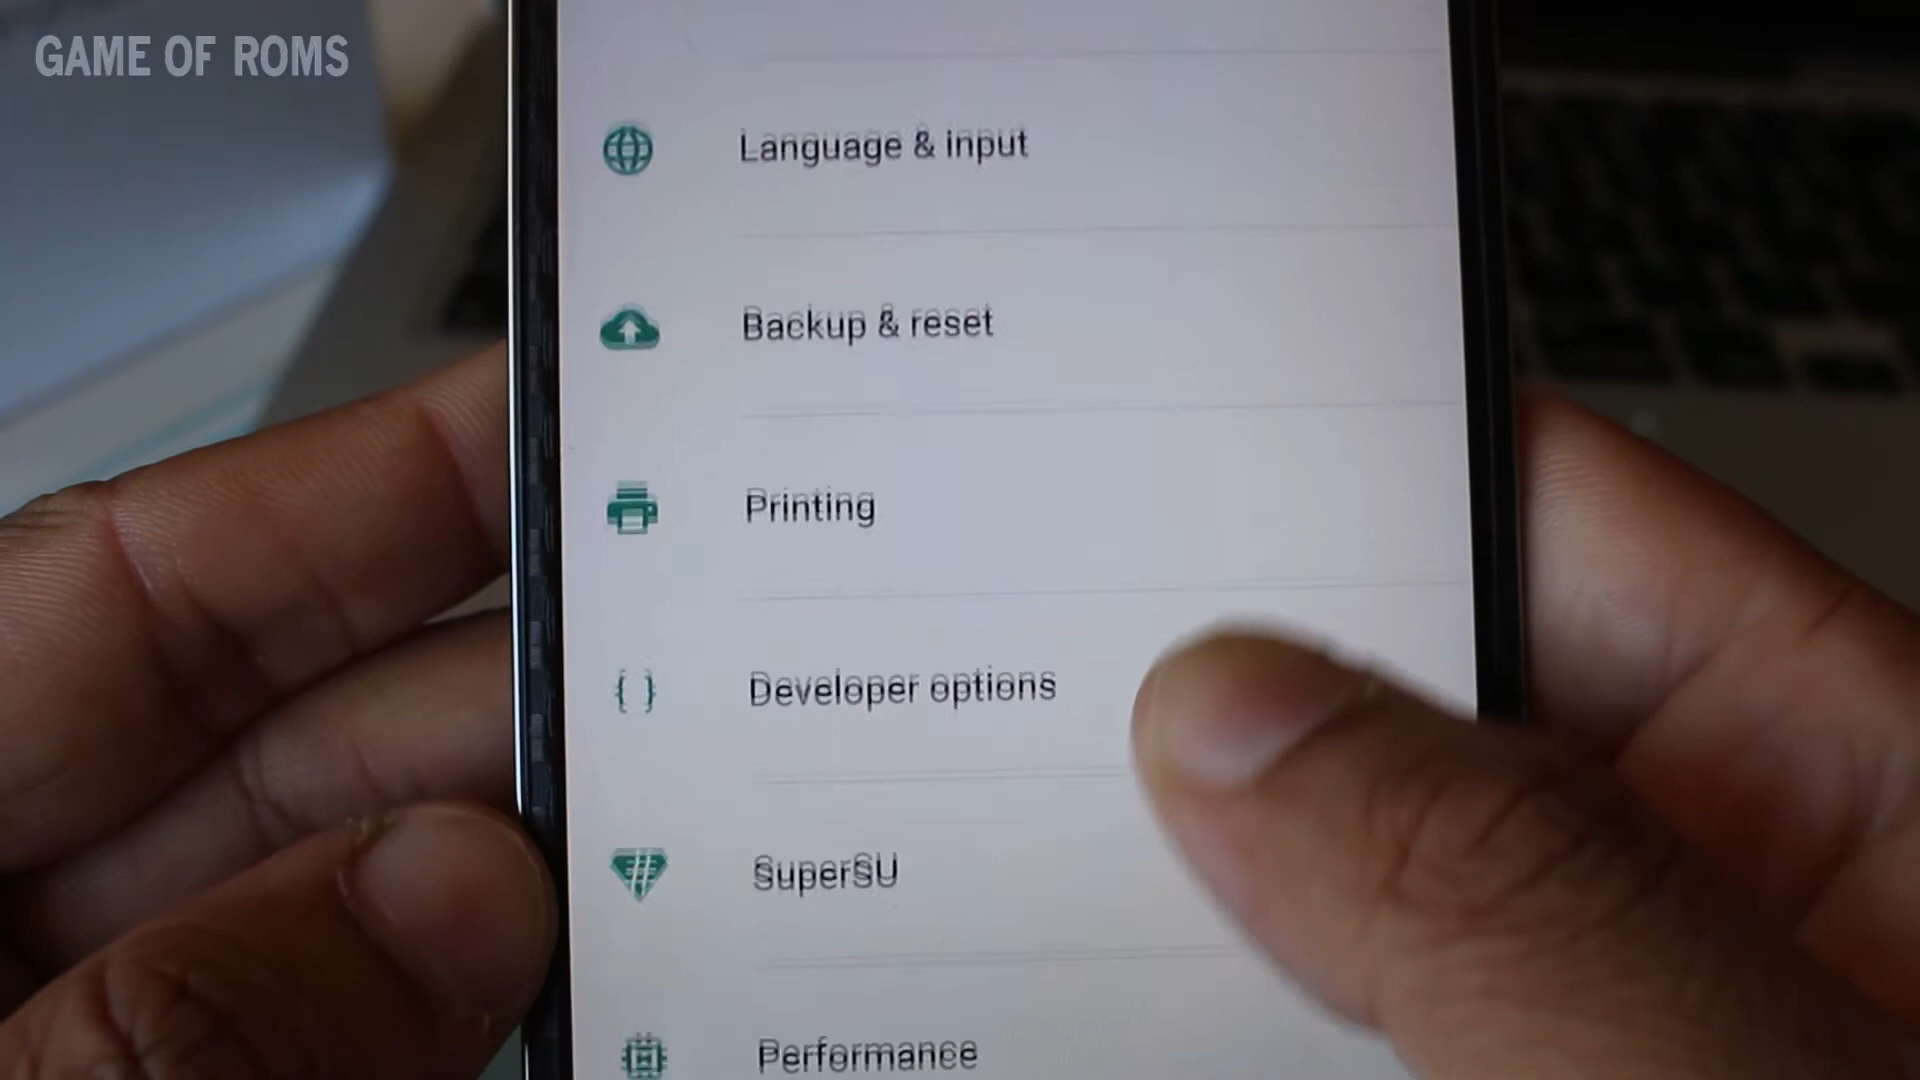 GAME OF ROMS
Language & input
Backup & reset
Printing
Developer options
SuperSU
Performance